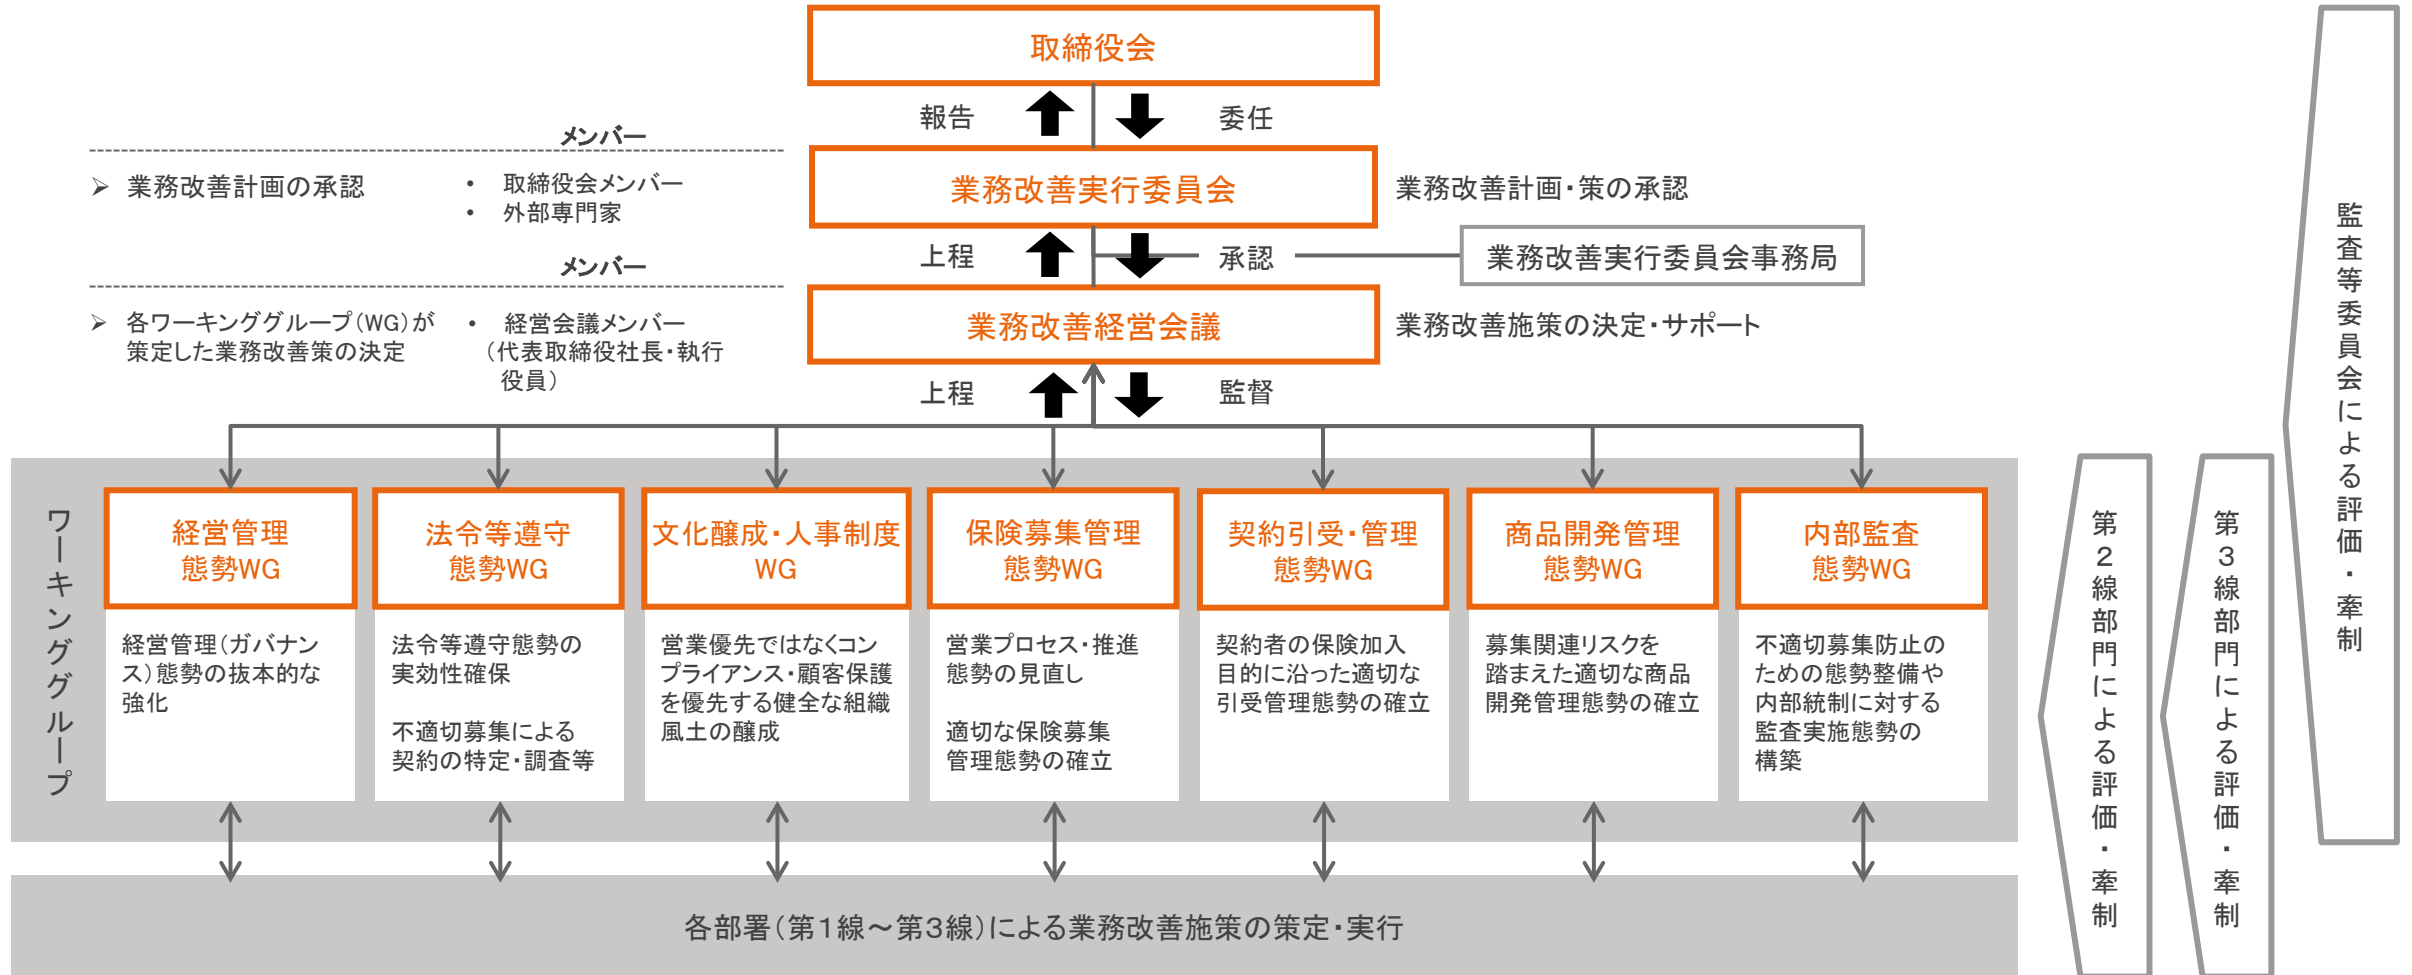 取締役会
報告
委任
メンバー
➢ 業務改善計画の承認
• 取締役会メンバー
• 外部専門家
業務改善実行委員会
業務改善計画・策の承認
上程
承認
業務改善実行委員会事務局
メンバー
➢ 各ワーキンググループ(WG)が
策定した業務改善策の決定
• 経営会議メンバー
(代表取締役社長・執行
役員)
業務改善経営会議
業務改善施策の決定・サポート
上程
監督
ワーキンググループ
経営管理
態勢WG
経営管理(ガバナン
ス)態勢の抜本的な
強化
法令等遵守
態勢WG
法令等遵守態勢の
実効性確保
不適切募集による
契約の特定・調査等
文化醸成・人事制度
WG
営業優先ではなくコン
プライアンス・顧客保護
を優先する健全な組織
風土の醸成
保険募集管理
態勢WG
営業プロセス・推進
態勢の見直し
適切な保険募集
管理態勢の確立
契約引受・管理
態勢WG
契約者の保険加入
目的に沿った適切な
引受管理態勢の確立
商品開発管理
態勢WG
募集関連リスクを
踏まえた適切な商品
開発管理態勢の確立
内部監査
態勢WG
不適切募集防止の
ための態勢整備や
内部統制に対する
監査実施態勢の
構築
各部署(第1線～第3線)による業務改善施策の策定・実行
第2線部門による評価・牽制
第3線部門による評価・牽制
監査等委員会による評価・牽制